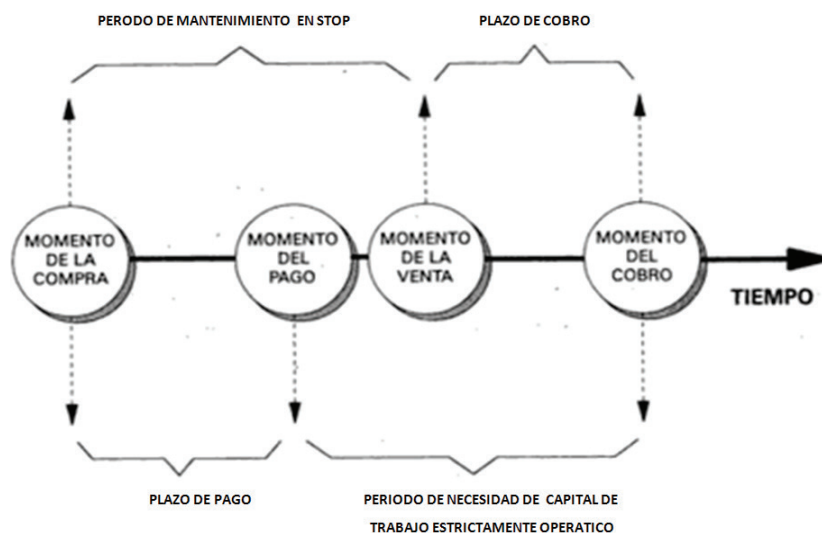 PERODO DE MANTENIMIENTO EN STOP
PLAZO DE COBRO
MOMENTO
DE LA
COMPRA
MOMENTO
DEL
PAGO
MOMENTO
DE LA
VENTA
MOMENTO
DEL
COBRO
TIEMPO
PLAZO DE PAGO
PERIODO DE NECESIDAD DE CAPITAL DE
TRABAJO ESTRICTAMENTE OPERATICO